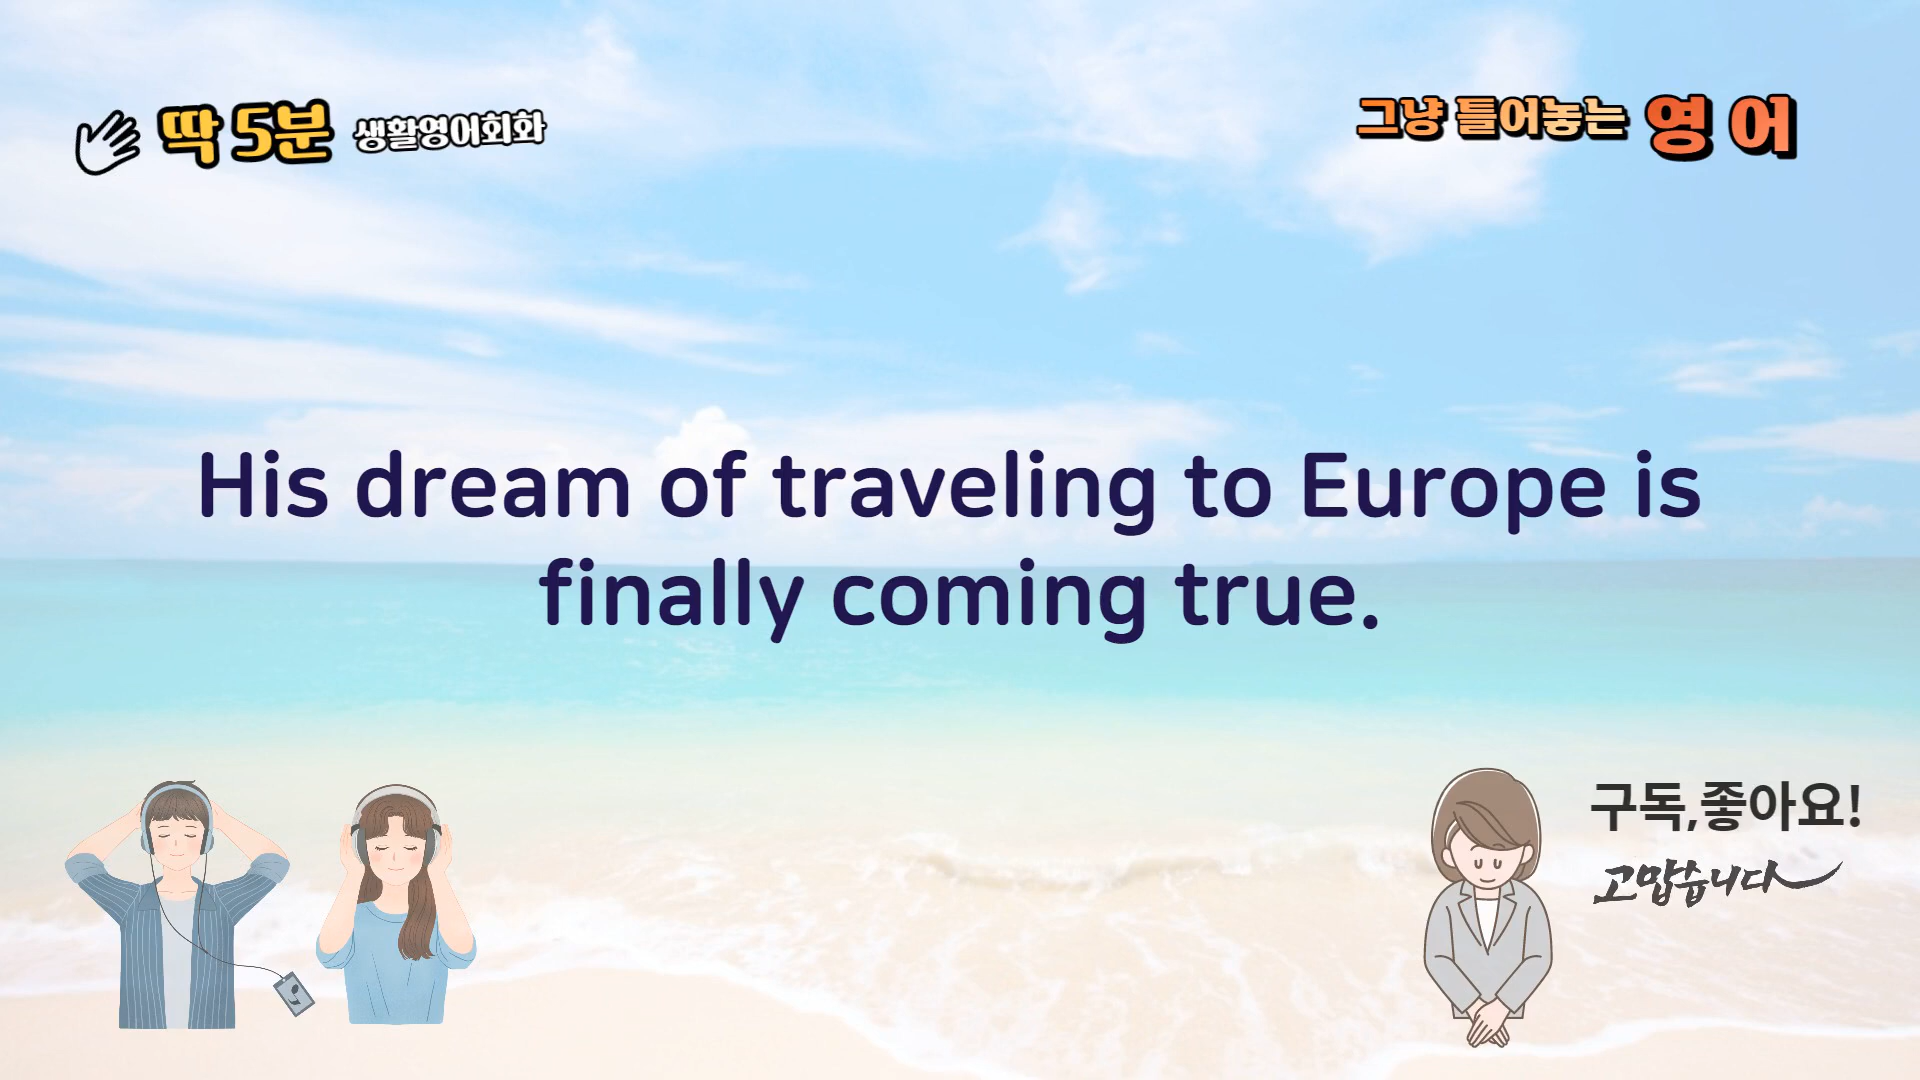 딱 5분 생활영어회화
그냥 틀어놓는 영어
His dream of traveling to Europe is
finally coming true.
구독,좋아요!
고맙습니다